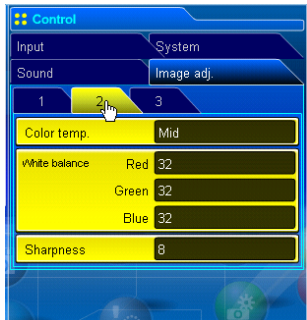 Control
Input System
Sound Image adj.
1 2 3
Color temp. Mid
White balance Red 32
Green 32
Blue 32
Sharpness 8